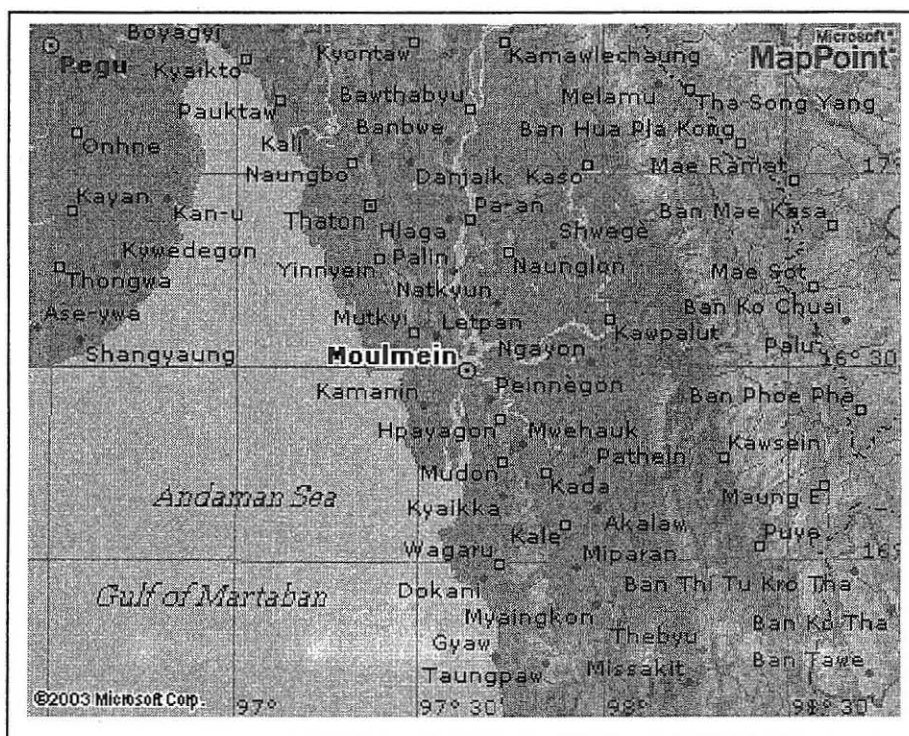 Boyagyi
Microsoft
MapPoint
Pegu
Kyaikto
Kyontaw
Kamawlechaung
Pauktaw
Bawthabyu
Melamu
Tha Song Yang
Onhne
Kali
Banbwe
Ban Hua Pla Kong
Naungbo
Danjaik
Kaso
Mae Ramat
17
Kayan
Kan-u
Thaton
Hlaga
Pa-an
Shwege
Ban Mae Kasa
Kywedegon
Yinnyein
Palin
Naunglon
Mae Sot
Thongwa
Natkyun
Ban Ko Chuai
Ase-ywa
Mutkyi
Letpan
Kawpalut
Palu
Shangyaung
Moulmein
Ngayon
16 30
Kamanin
Peinnegon
Ban Phoe Pha
Hpayagon
Mwehauk
Kawsein
Mudon
Pathein
Andaman Sea
Kada
Maung E
Kyaikka
Kale
Akalaw
Puye
Wagaru
Miparan
16
Gulf of Martaban
Dokani
Ban Thi Tu Kro Tha
Myaingkon
Thebyu
Ban Ku Tha
Gyaw
Taungpaw
Missakit
Ban Tawe
©2003 Microsoft Corp.
97°
97° 30'
98°
98 30